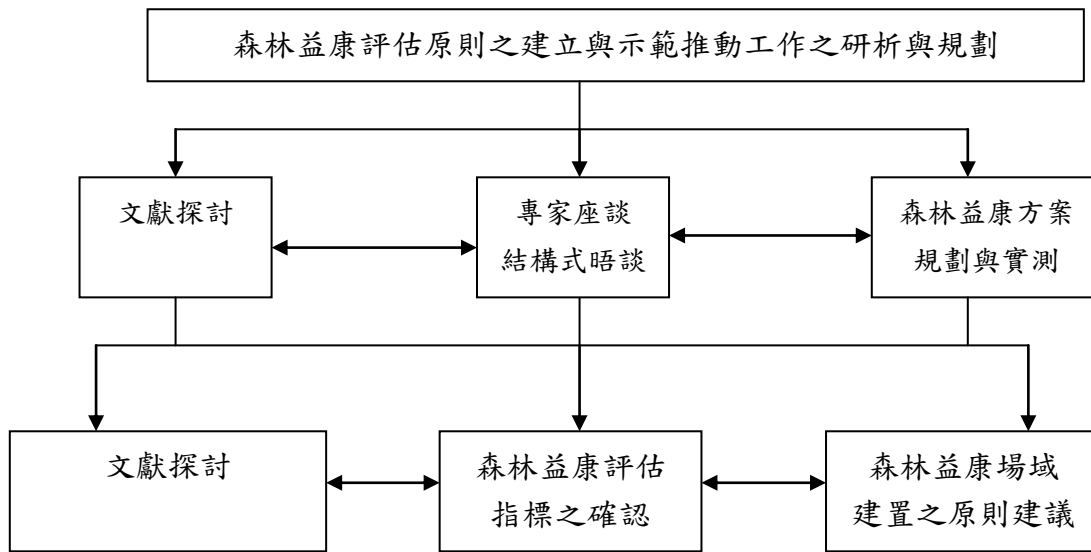 森林益康評估原則之建立與示範推動工作之研析與規劃
文獻探討
專家座談
結構式晤談
森林益康方案
規劃與實測
文獻探討
森林益康評估
指標之確認
森林益康場域
建置之原則建議